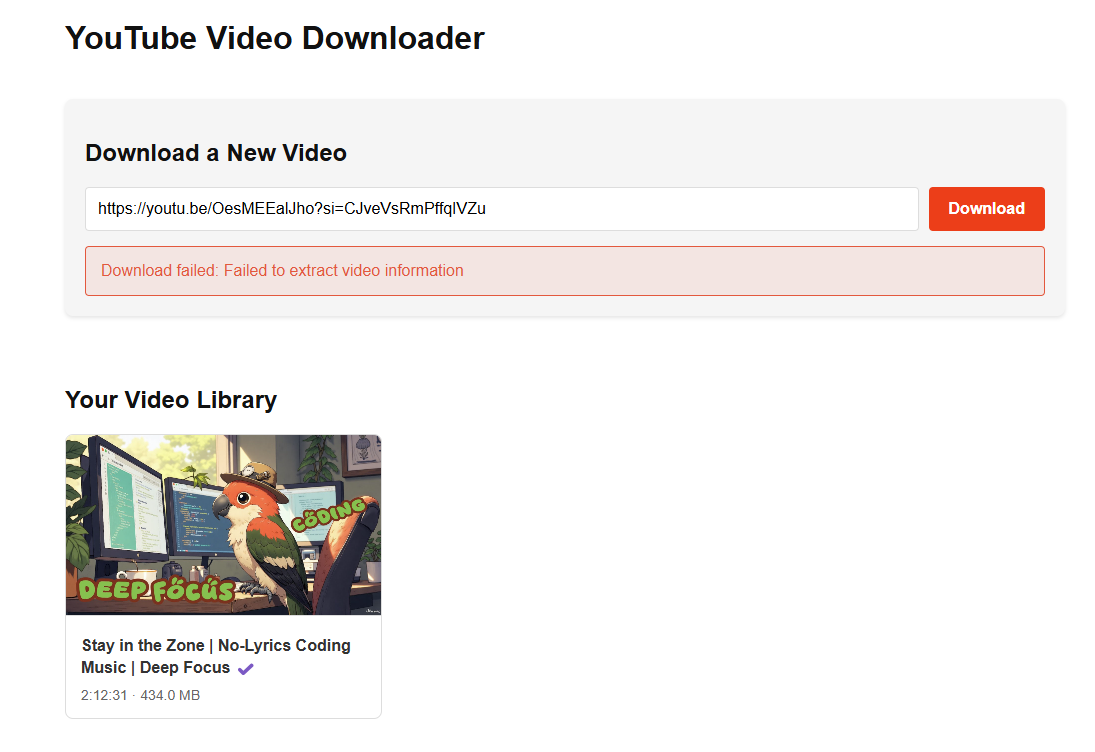 YouTube Video Downloader
Download a New Video
https://youtu.be/OesMEEalJho?si=CJveVsRmPffqlVZu
Download
Download failed: Failed to extract video information
Your Video Library
CŐDING
DEEP FŐCÚS
Stay in the Zone | No-Lyrics Coding
Music | Deep Focus
2:12:31 · 434.0 MB